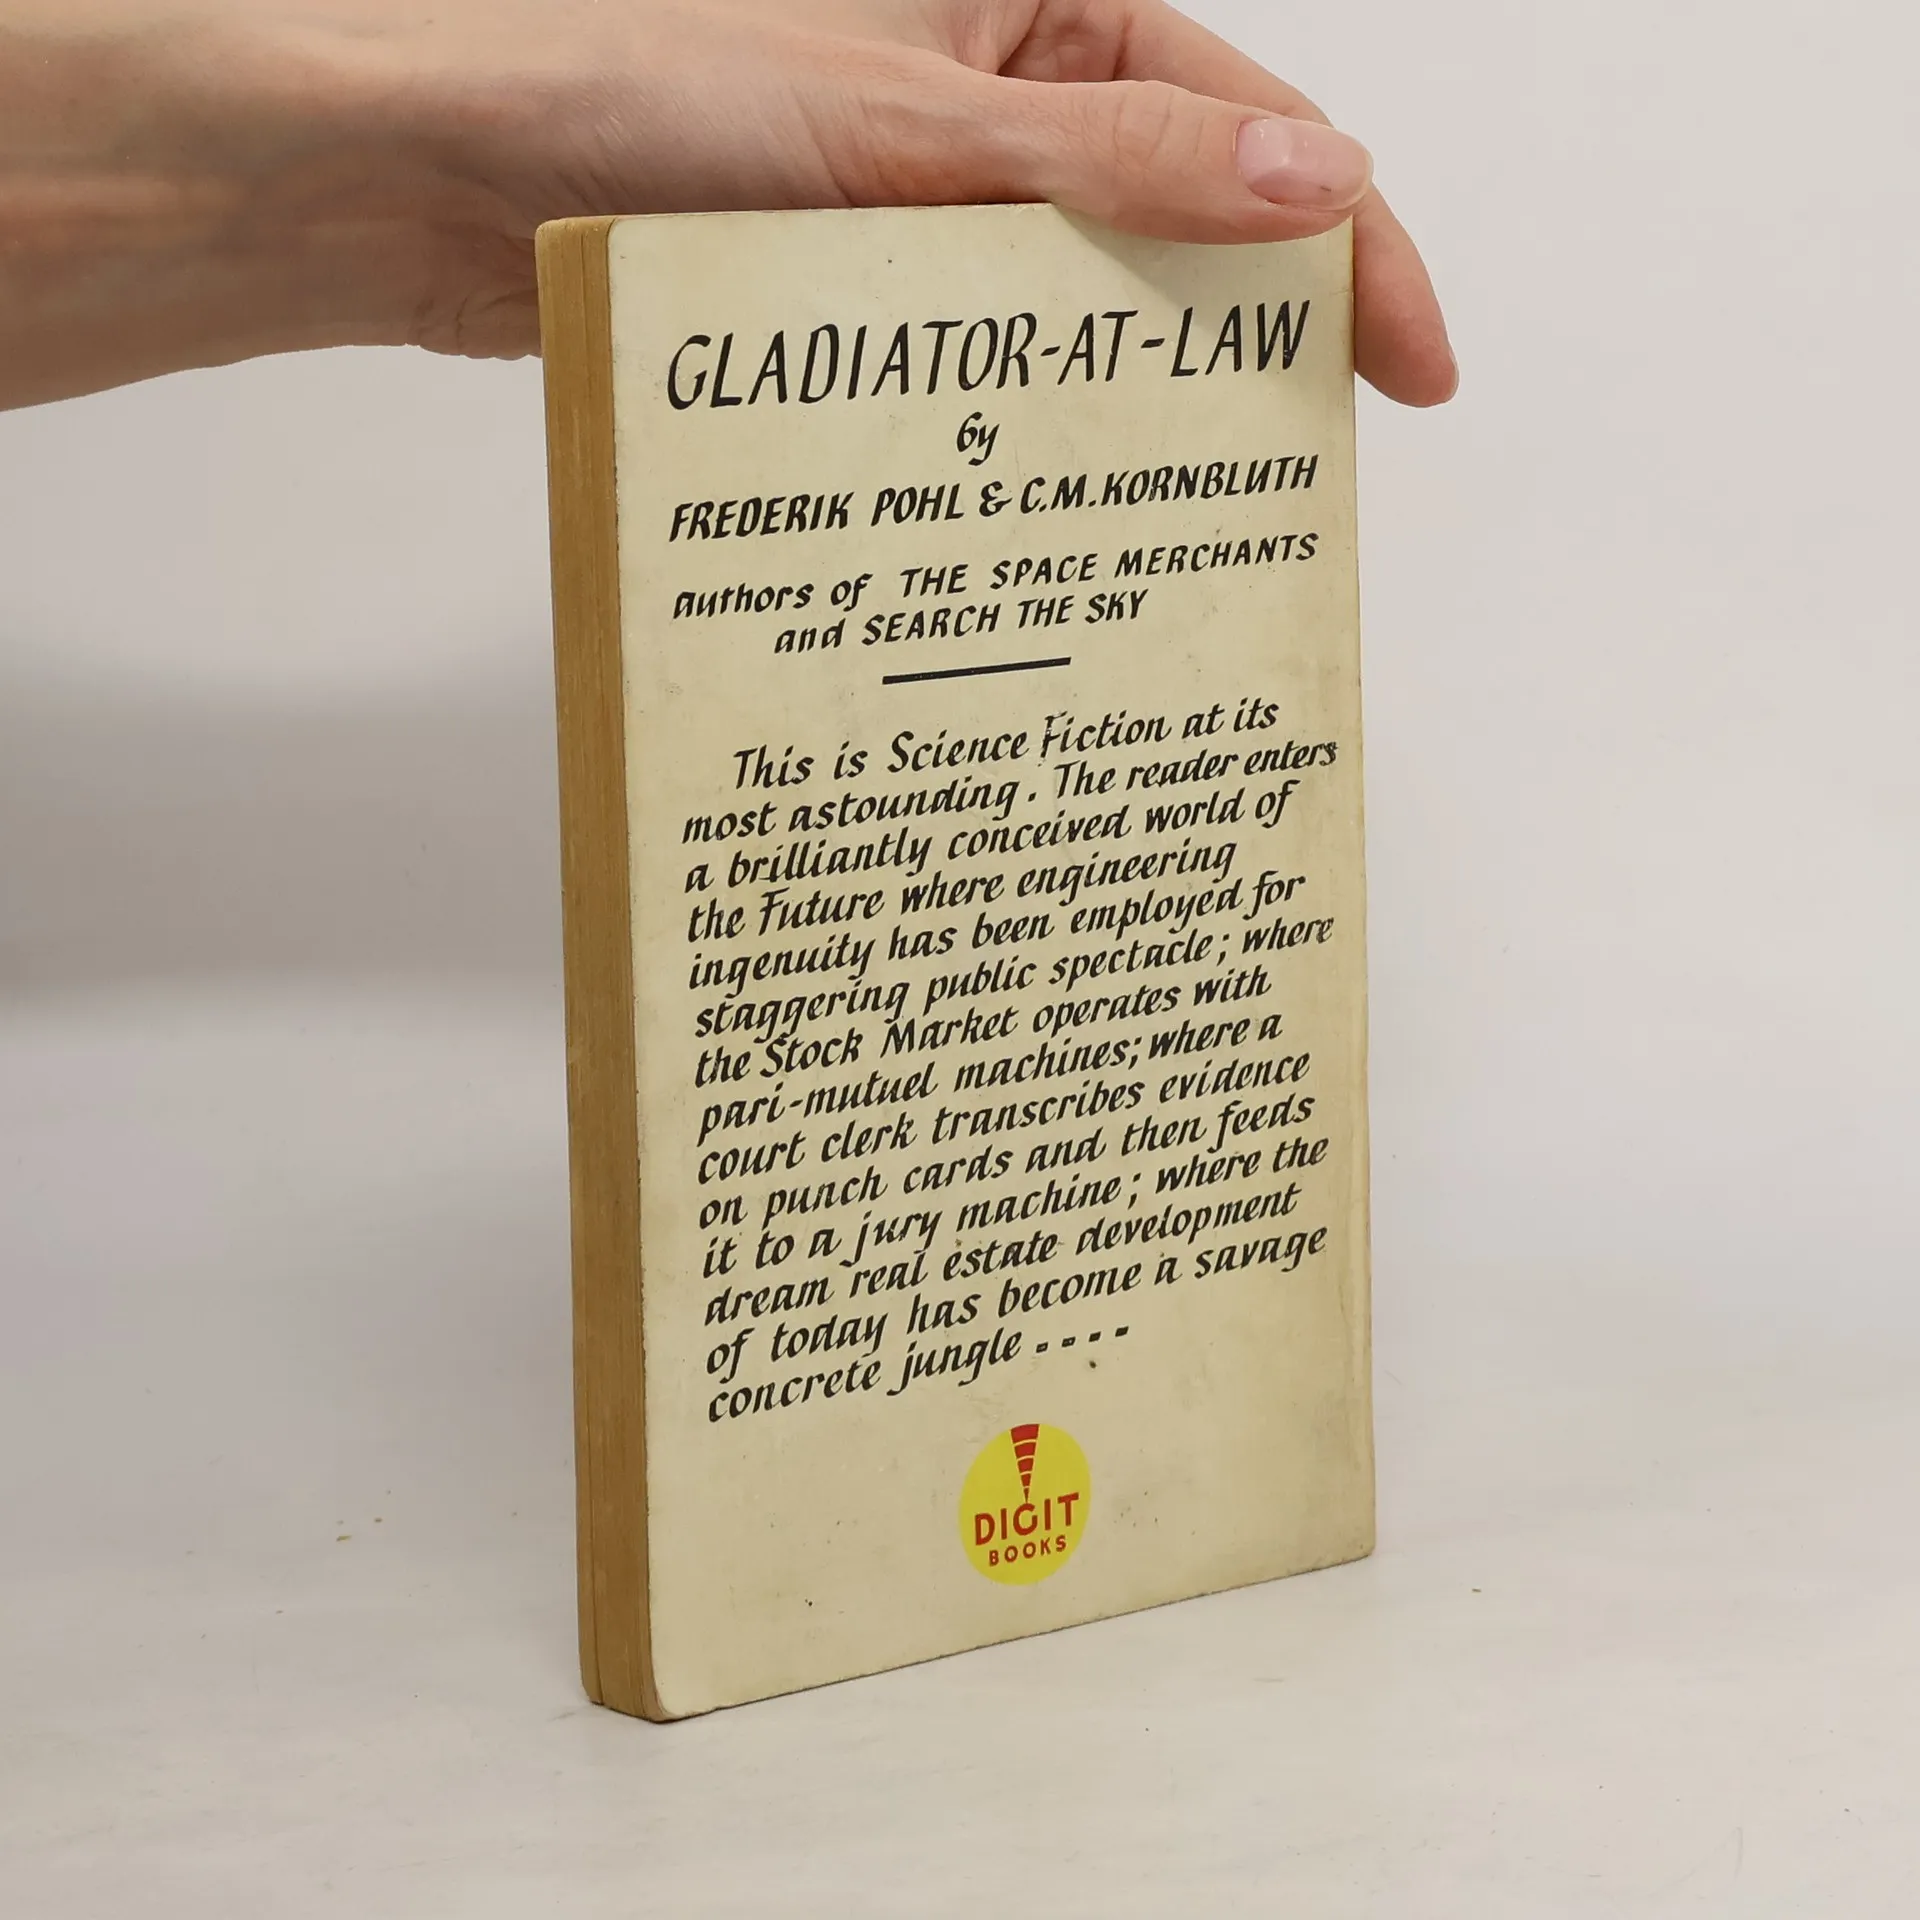 GLADIATOR-AT-LAW
by
FREDERIK POHL & C.M. KORNBLUTH
authors of THE SPACE MERCHANTS
and SEARCH THE SKY
This is Science Fiction at its
most astounding. The reader enters
a brilliantly conceived world of
the Future where engineering
ingenuity has been employed for
staggering public spectacle; where
the Stock Market operates with
pari-mutuel machines; where a
court clerk transcribes evidence
on punch cards and then feeds
it to a jury machine; where the
dream real estate development
of today has become a savage
concrete jungle ----
DIGIT
BOOKS